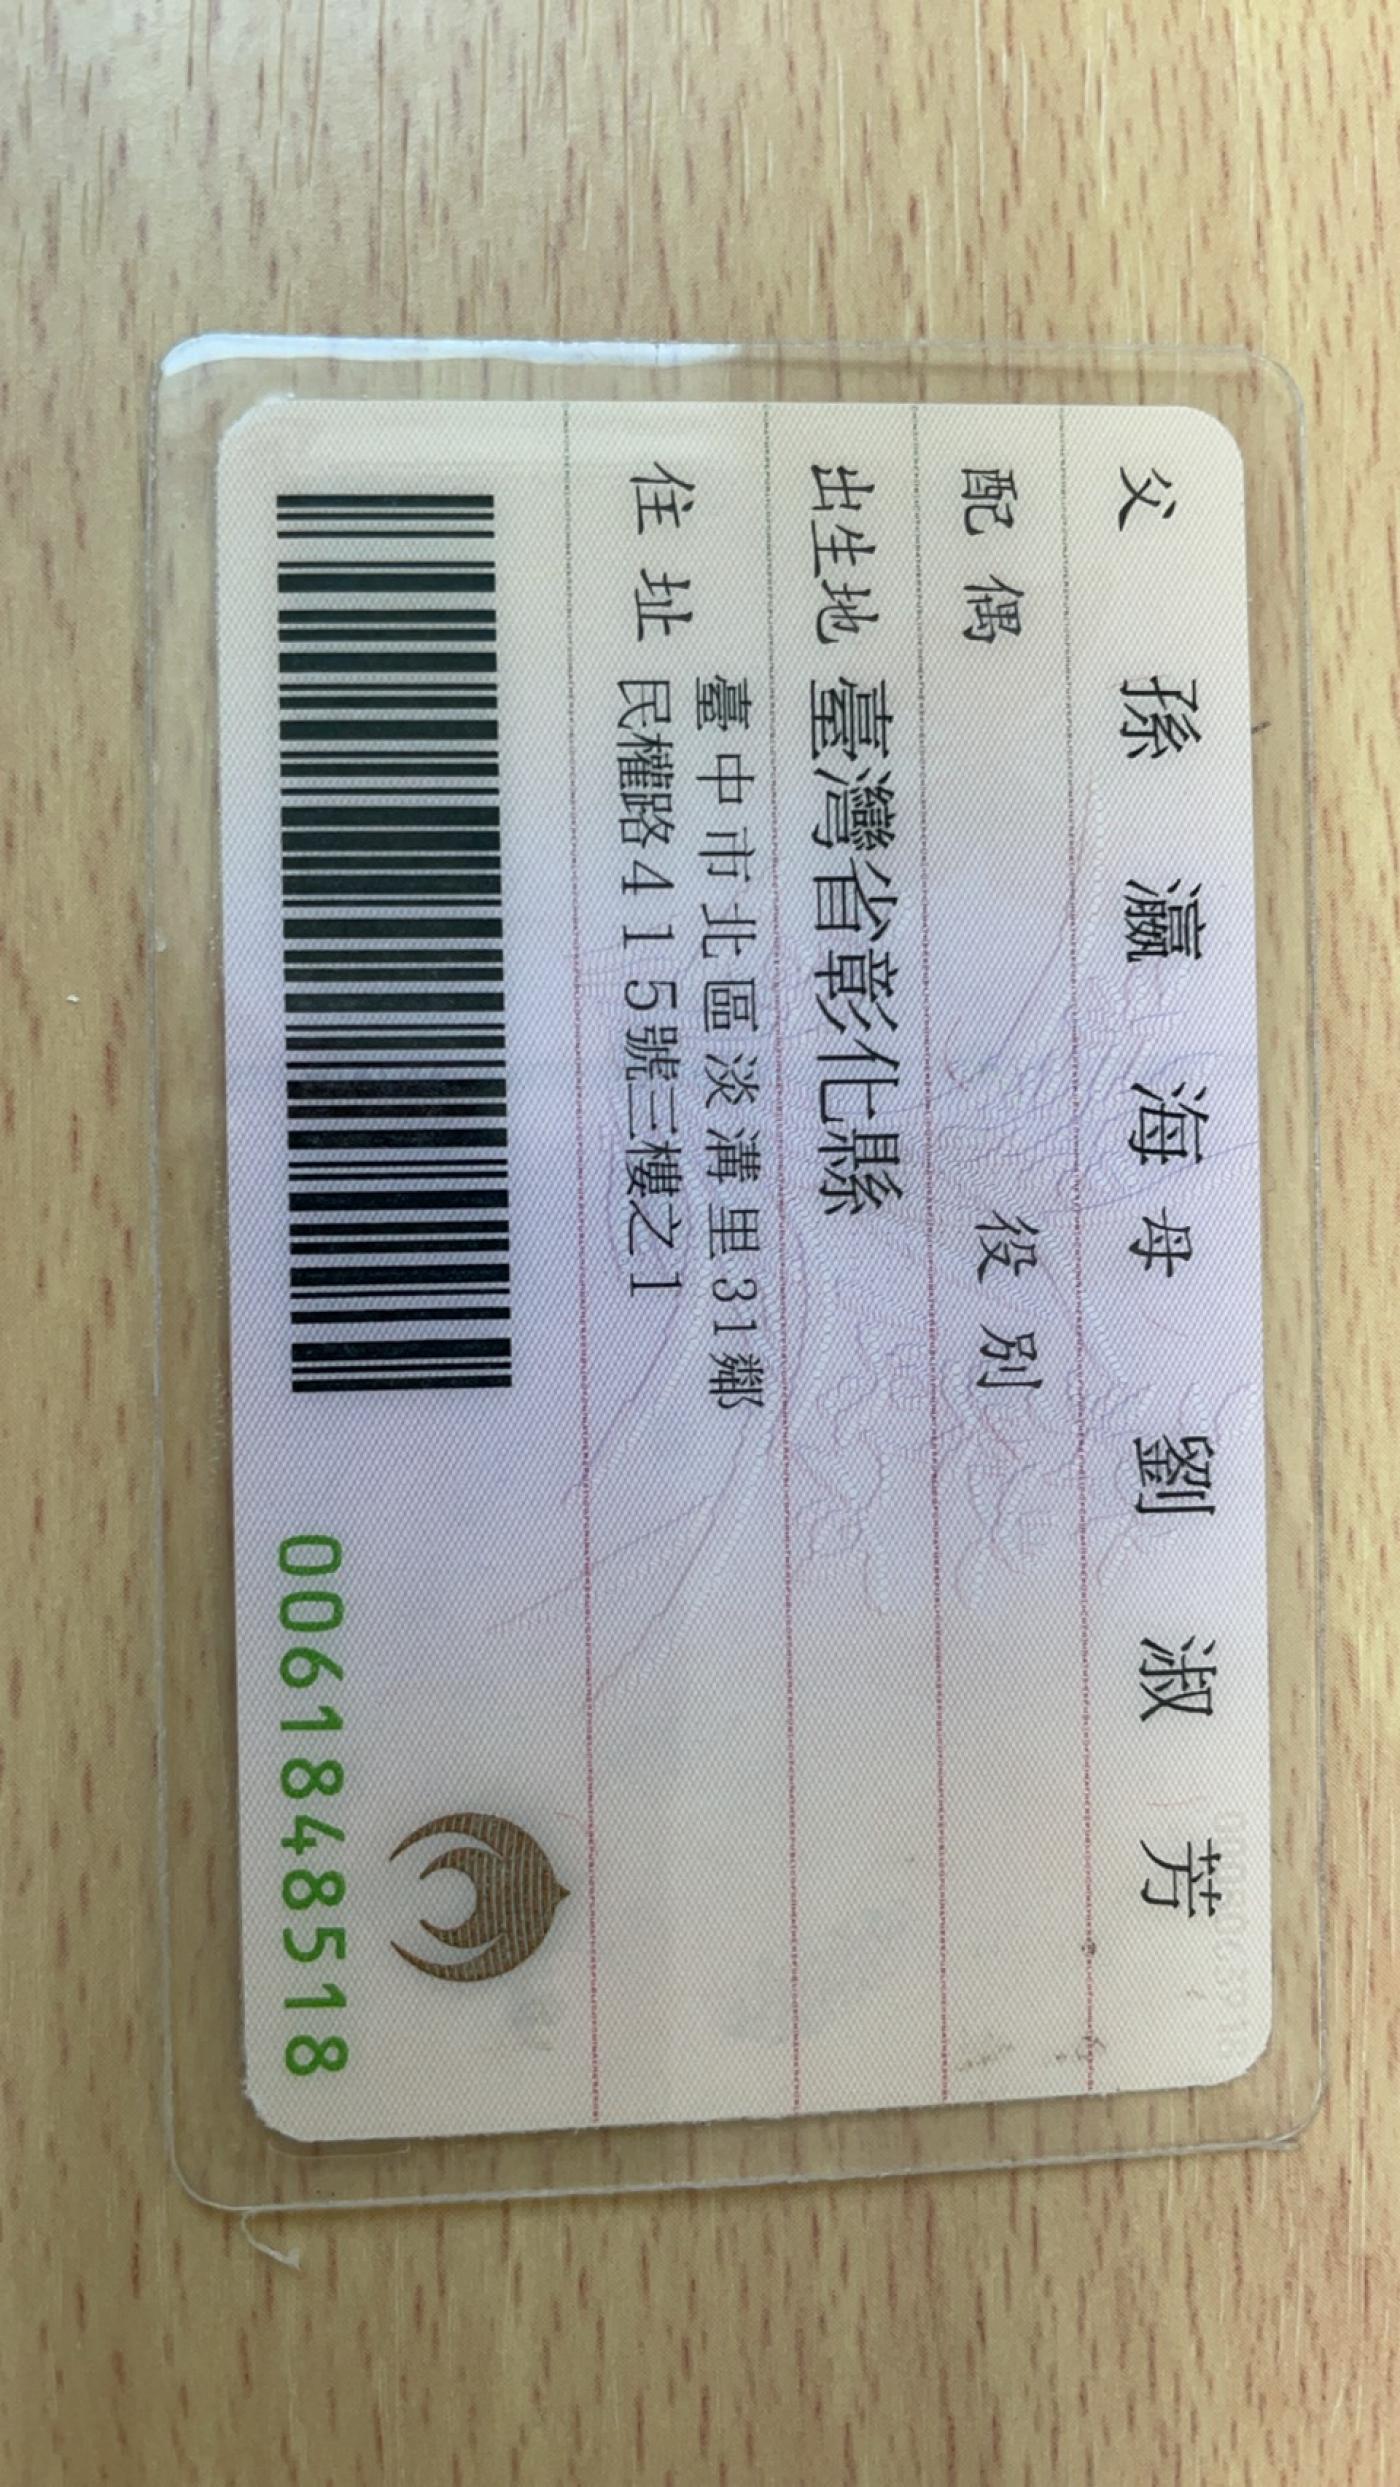 父 孫瀛海 母 劉淑芳
配偶 役別
出生地 臺灣省彰化縣
住址 臺中市北區淡溝里31鄰
民權路415號三樓之1
0061848518